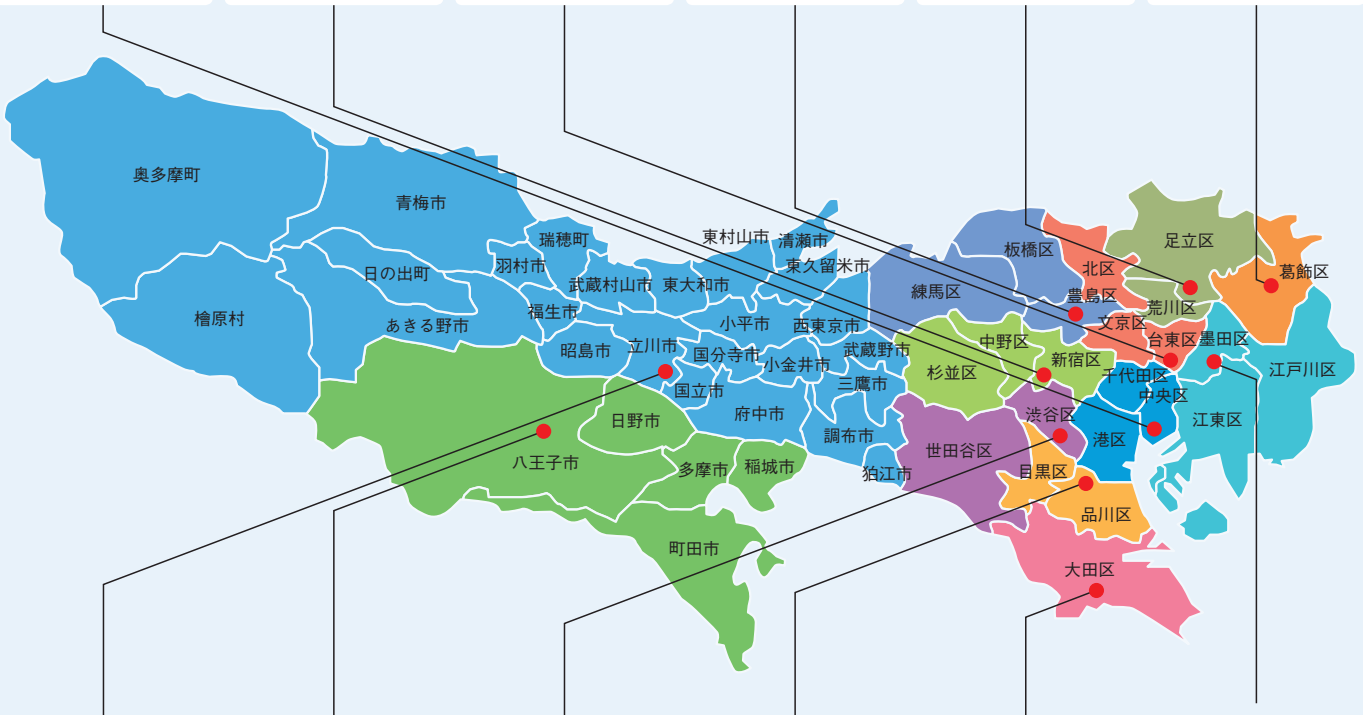 奥多摩町
青梅市
瑞穂町
羽村市
日の出町
檜原村
あきる野市
福生市
武蔵村山市
東大和市
東村山市
清瀬市
東久留米市
昭島市
立川市
小平市
西東京市
国分寺市
小金井市
武蔵野市
国立市
三鷹市
府中市
調布市
狛江市
日野市
八王子市
多摩市
稲城市
町田市
板橋区
練馬区
北区
足立区
葛飾区
豊島区
荒川区
文京区
台東区
墨田区
江戸川区
中野区
杉並区
新宿区
千代田区
中央区
江東区
渋谷区
港区
世田谷区
目黒区
品川区
大田区